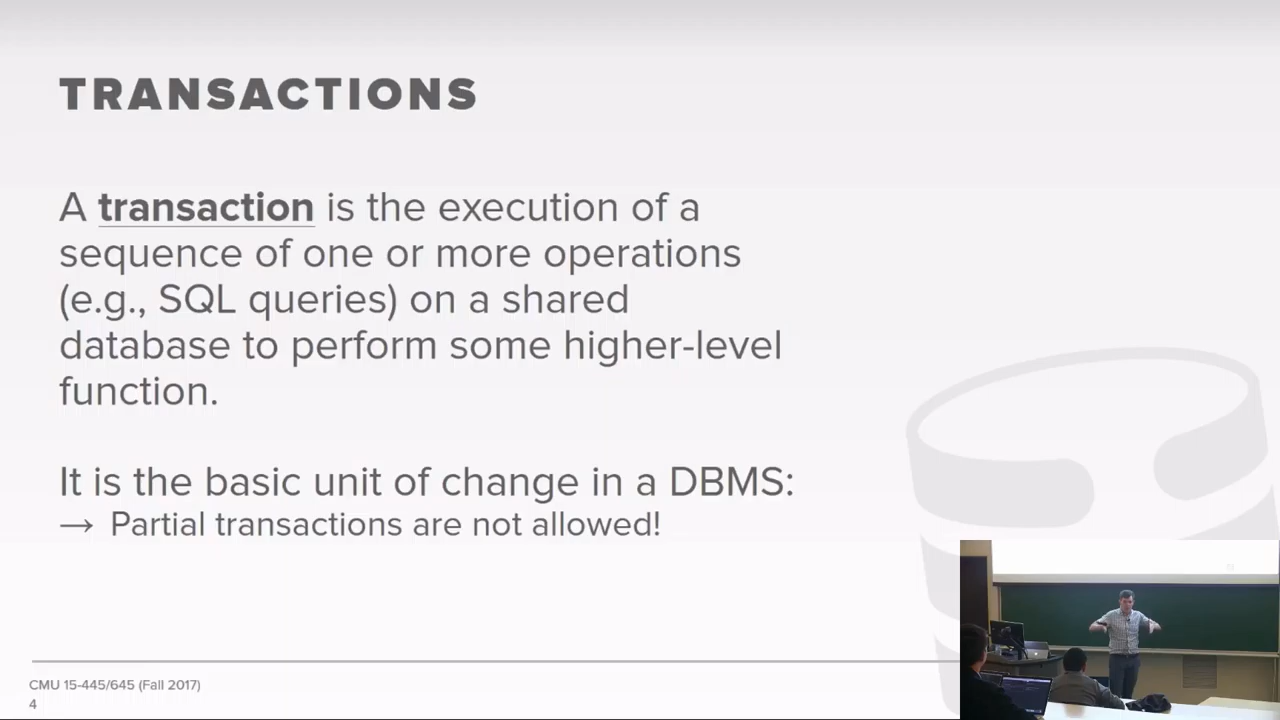 TRANSACTIONS
A transaction is the execution of a
sequence of one or more operations
(e.g., SQL queries) on a shared
database to perform some higher-level
function.
It is the basic unit of change in a DBMS:
→ Partial transactions are not allowed!
CMU 15-445/645 (Fall 2017)
4